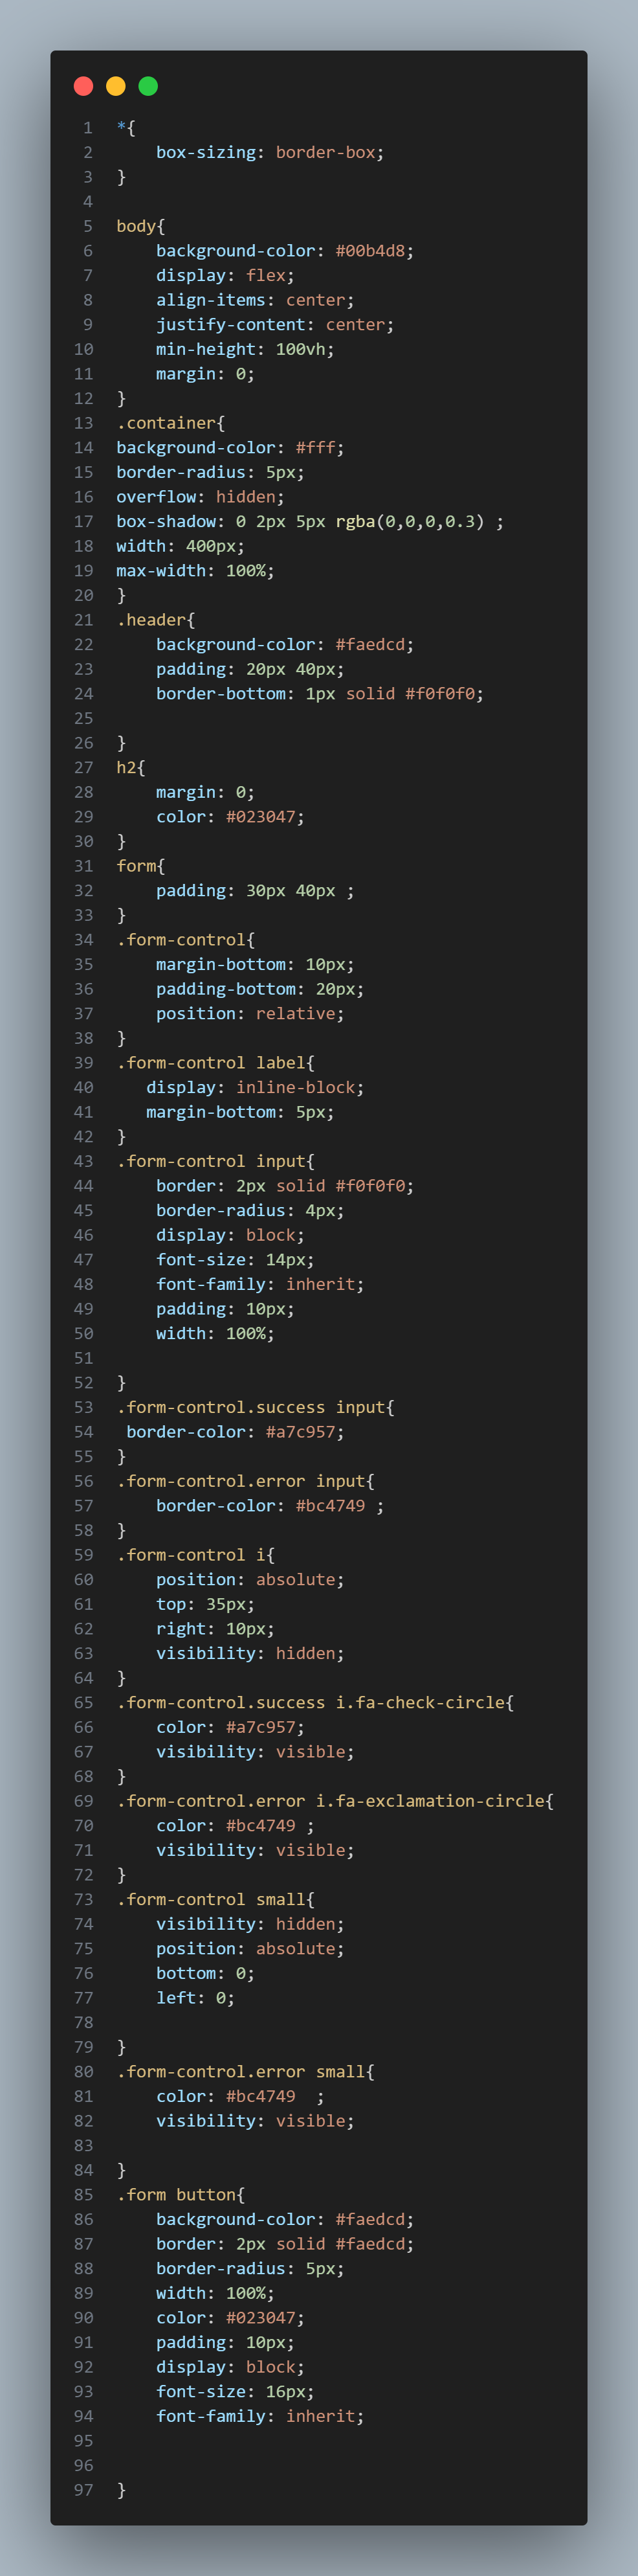 1 *{
2     box-sizing: border-box;
3 }
4
5 body{
6     background-color: #00b4d8;
7     display: flex;
8     align-items: center;
9     justify-content: center;
10     min-height: 100vh;
11     margin: 0;
12 }
13 .container{
14 background-color: #fff;
15 border-radius: 5px;
16 overflow: hidden;
17 box-shadow: 0 2px 5px rgba(0,0,0,0.3) ;
18 width: 400px;
19 max-width: 100%;
20 }
21 .header{
22     background-color: #faedcd;
23     padding: 20px 40px;
24     border-bottom: 1px solid #f0f0f0;
25
26 }
27 h2{
28     margin: 0;
29     color: #023047;
30 }
31 form{
32     padding: 30px 40px ;
33 }
34 .form-control{
35     margin-bottom: 10px;
36     padding-bottom: 20px;
37     position: relative;
38 }
39 .form-control label{
40    display: inline-block;
41    margin-bottom: 5px;
42 }
43 .form-control input{
44     border: 2px solid #f0f0f0;
45     border-radius: 4px;
46     display: block;
47     font-size: 14px;
48     font-family: inherit;
49     padding: 10px;
50     width: 100%;
51
52 }
53 .form-control.success input{
54  border-color: #a7c957;
55 }
56 .form-control.error input{
57     border-color: #bc4749 ;
58 }
59 .form-control i{
60     position: absolute;
61     top: 35px;
62     right: 10px;
63     visibility: hidden;
64 }
65 .form-control.success i.fa-check-circle{
66     color: #a7c957;
67     visibility: visible;
68 }
69 .form-control.error i.fa-exclamation-circle{
70     color: #bc4749 ;
71     visibility: visible;
72 }
73 .form-control small{
74     visibility: hidden;
75     position: absolute;
76     bottom: 0;
77     left: 0;
78
79 }
80 .form-control.error small{
81     color: #bc4749  ;
82     visibility: visible;
83
84 }
85 .form button{
86     background-color: #faedcd;
87     border: 2px solid #faedcd;
88     border-radius: 5px;
89     width: 100%;
90     color: #023047;
91     padding: 10px;
92     display: block;
93     font-size: 16px;
94     font-family: inherit;
95
96
97 }